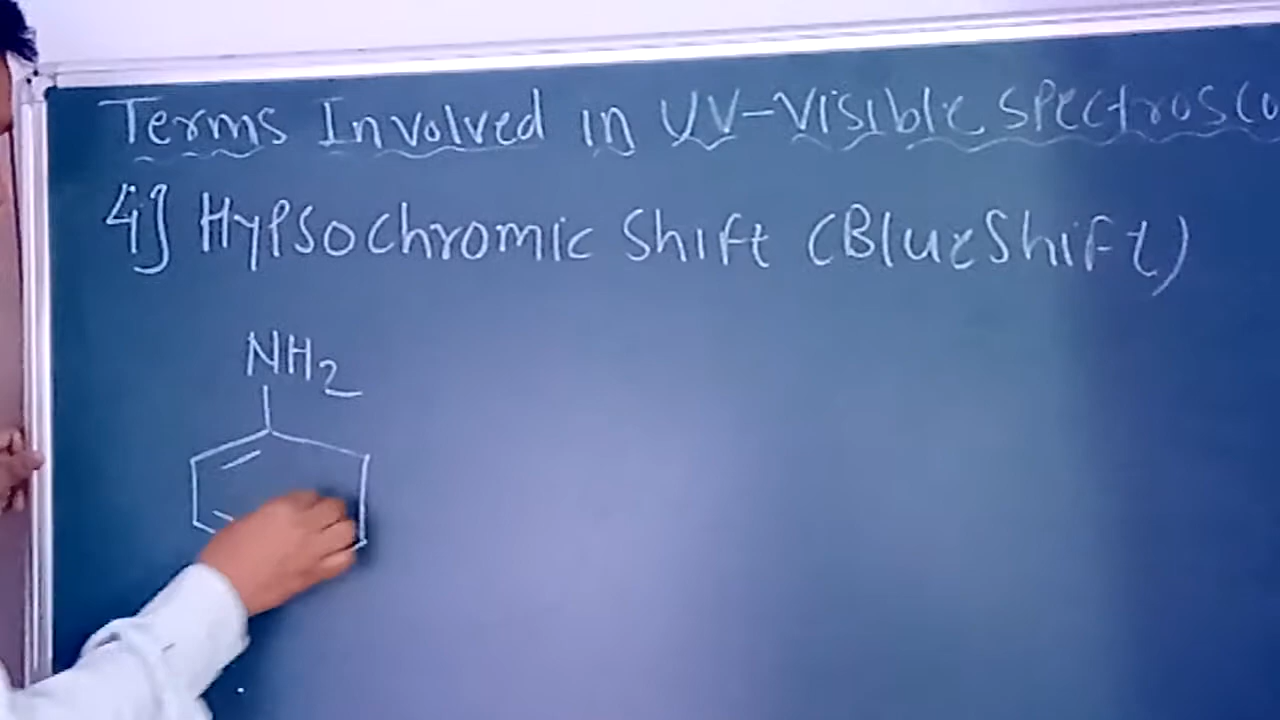 Terms Involved in UV-Visible Spectrosco
4] Hypsochromic Shift (Blue Shift)
NH2